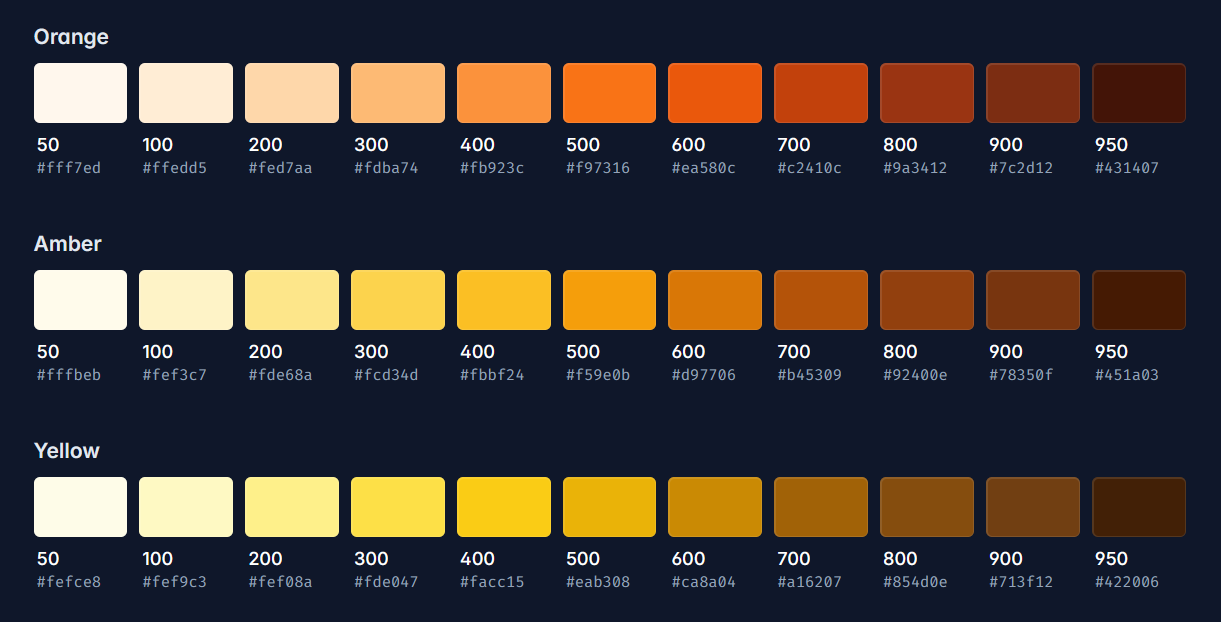 Orange
50 100 200 300 400 500 600 700 800 900 950
#fff7ed #ffedd5 #fed7aa #fdba74 #fb923c #f97316 #ea580c #c2410c #9a3412 #7c2d12 #431407
Amber
50 100 200 300 400 500 600 700 800 900 950
#fffbeb #fef3c7 #fde68a #fcd34d #fbbf24 #f59e0b #d97706 #b45309 #92400e #78350f #451a03
Yellow
50 100 200 300 400 500 600 700 800 900 950
#fefce8 #fef9c3 #fef08a #fde047 #facc15 #eab308 #ca8a04 #a16207 #854d0e #713f12 #422006